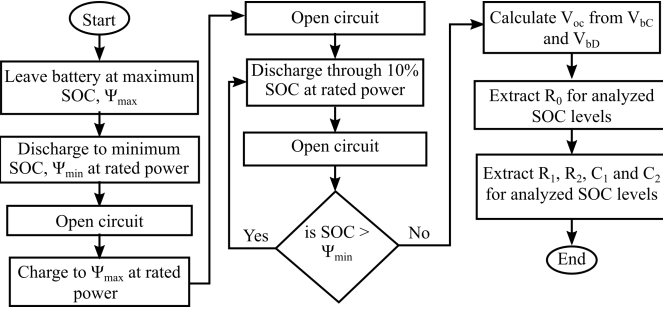 Start
Leave battery at maximum
SOC, Ψmax
Discharge to minimum
SOC, Ψmin at rated power
Open circuit
Charge to Ψmax at rated
power
Open circuit
Discharge through 10%
SOC at rated power
Open circuit
is SOC >
Ψmin
Yes
No
Calculate Voc from VbC
and VbD
Extract R0 for analyzed
SOC levels
Extract R1, R2, C1 and C2
for analyzed SOC levels
End